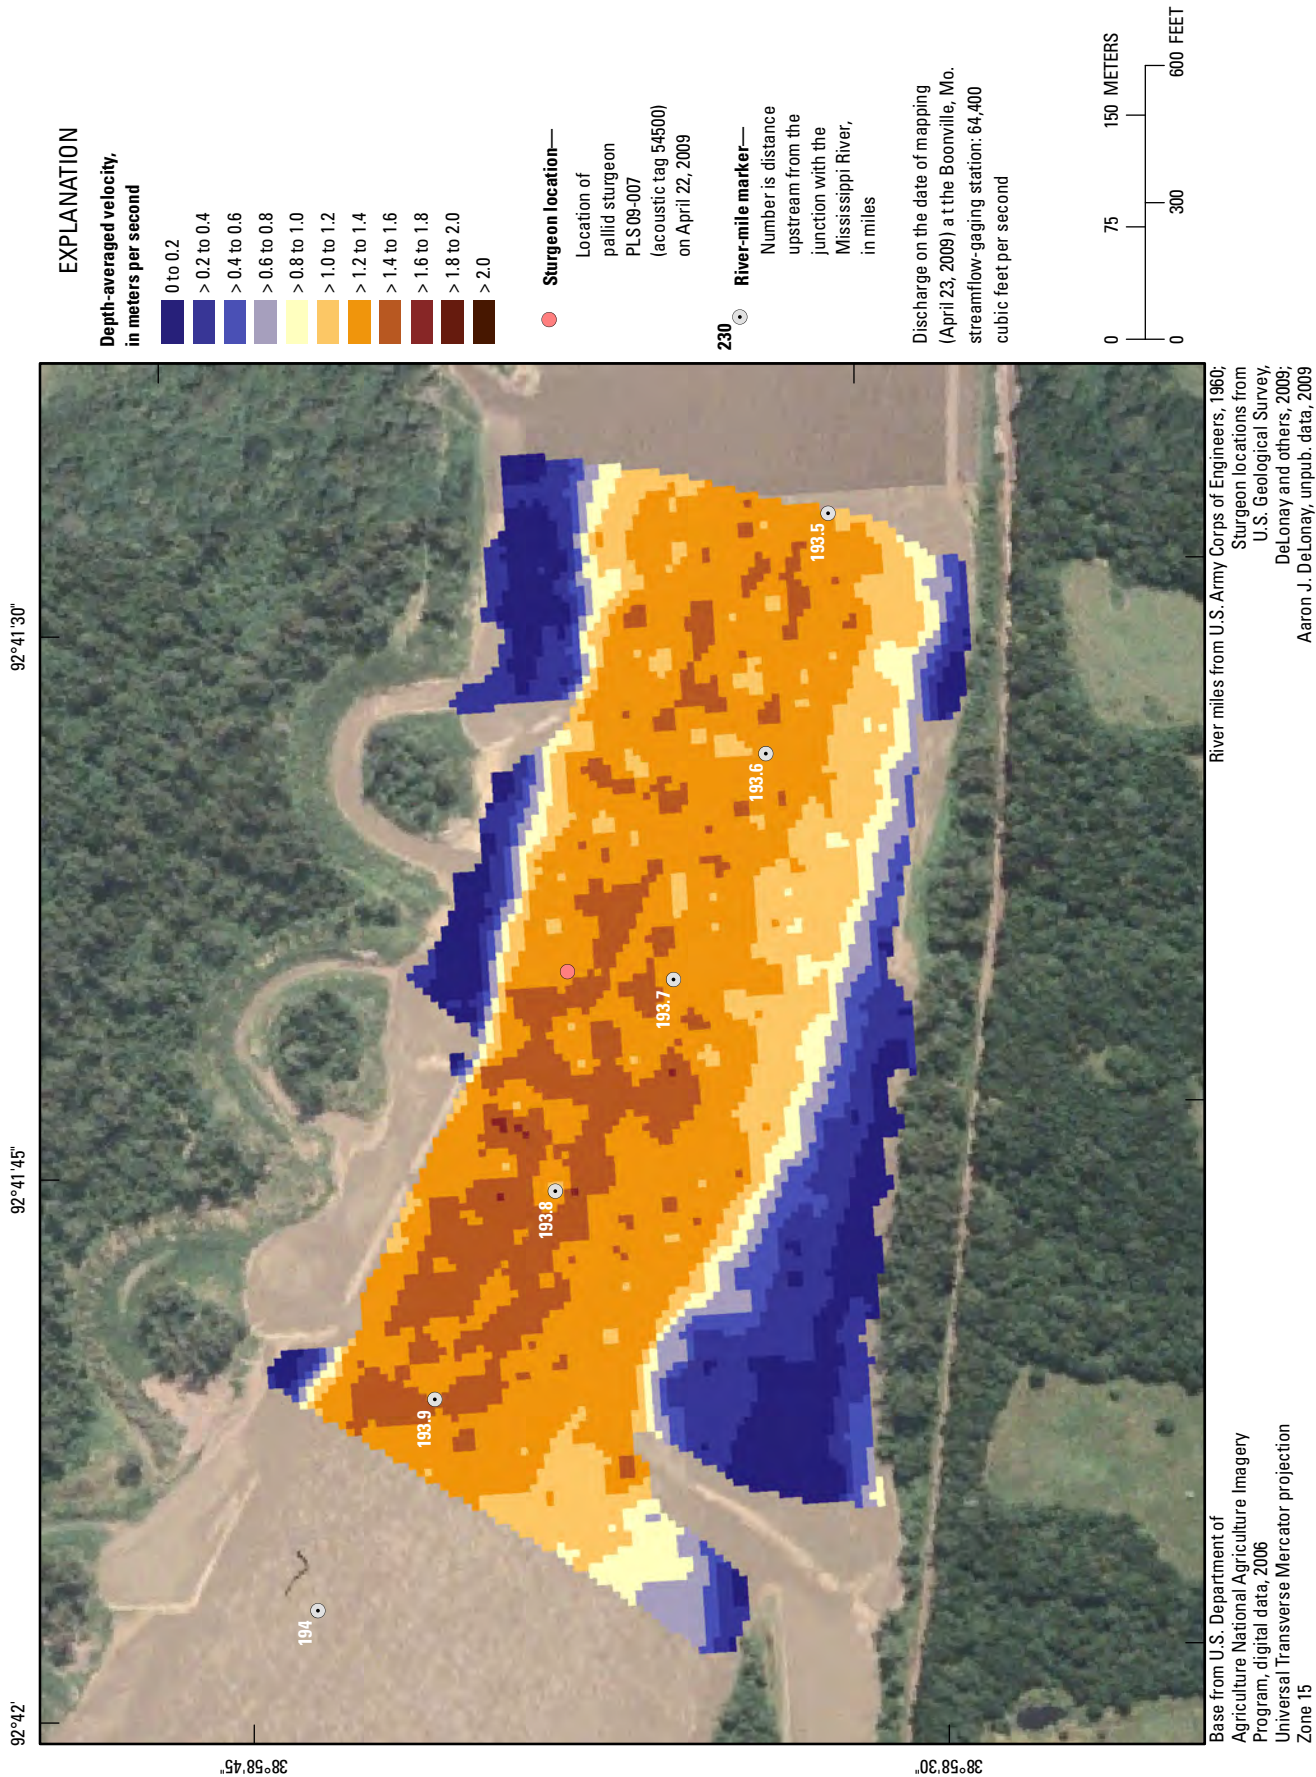 EXPLANATION
Depth-averaged velocity,
in meters per second
0 to 0.2
> 0.2 to 0.4
> 0.4 to 0.6
> 0.6 to 0.8
> 0.8 to 1.0
> 1.0 to 1.2
> 1.2 to 1.4
> 1.4 to 1.6
> 1.6 to 1.8
> 1.8 to 2.0
> 2.0
Sturgeon location—
Location of
pallid sturgeon
PLS09-007
(acoustic tag 54500)
on April 22, 2009
230
River-mile marker—
Number is distance
upstream from the
junction with the
Mississippi River,
in miles
Discharge on the date of mapping
(April 23, 2009) at the Boonville, Mo.
streamflow-gaging station: 64,400
cubic feet per second
0 75 150 METERS
0 300 600 FEET
92°42'
92°41'45"
92°41'30"
38°58'45"
38°58'30"
194
193.9
193.8
193.7
193.6
193.5
Base from U.S. Department of
Agriculture National Agriculture Imagery
Program, digital data, 2006
Universal Transverse Mercator projection
Zone 15
River miles from U.S. Army Corps of Engineers, 1960;
Sturgeon locations from
U.S. Geological Survey,
DeLonay and others, 2009;
Aaron J. DeLonay, unpub. data, 2009